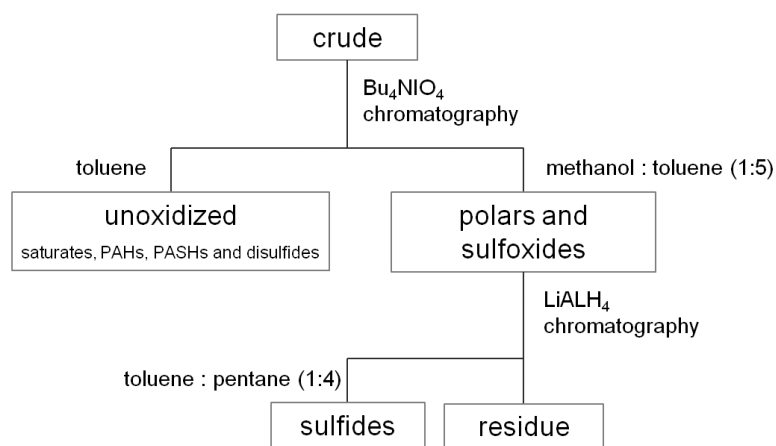 crude
Bu₄NIO₄
chromatography
toluene
methanol : toluene (1:5)
unoxidized
saturates, PAHs, PASHs and disulfides
polars and
sulfoxides
LiALH₄
chromatography
toluene : pentane (1:4)
sulfides
residue